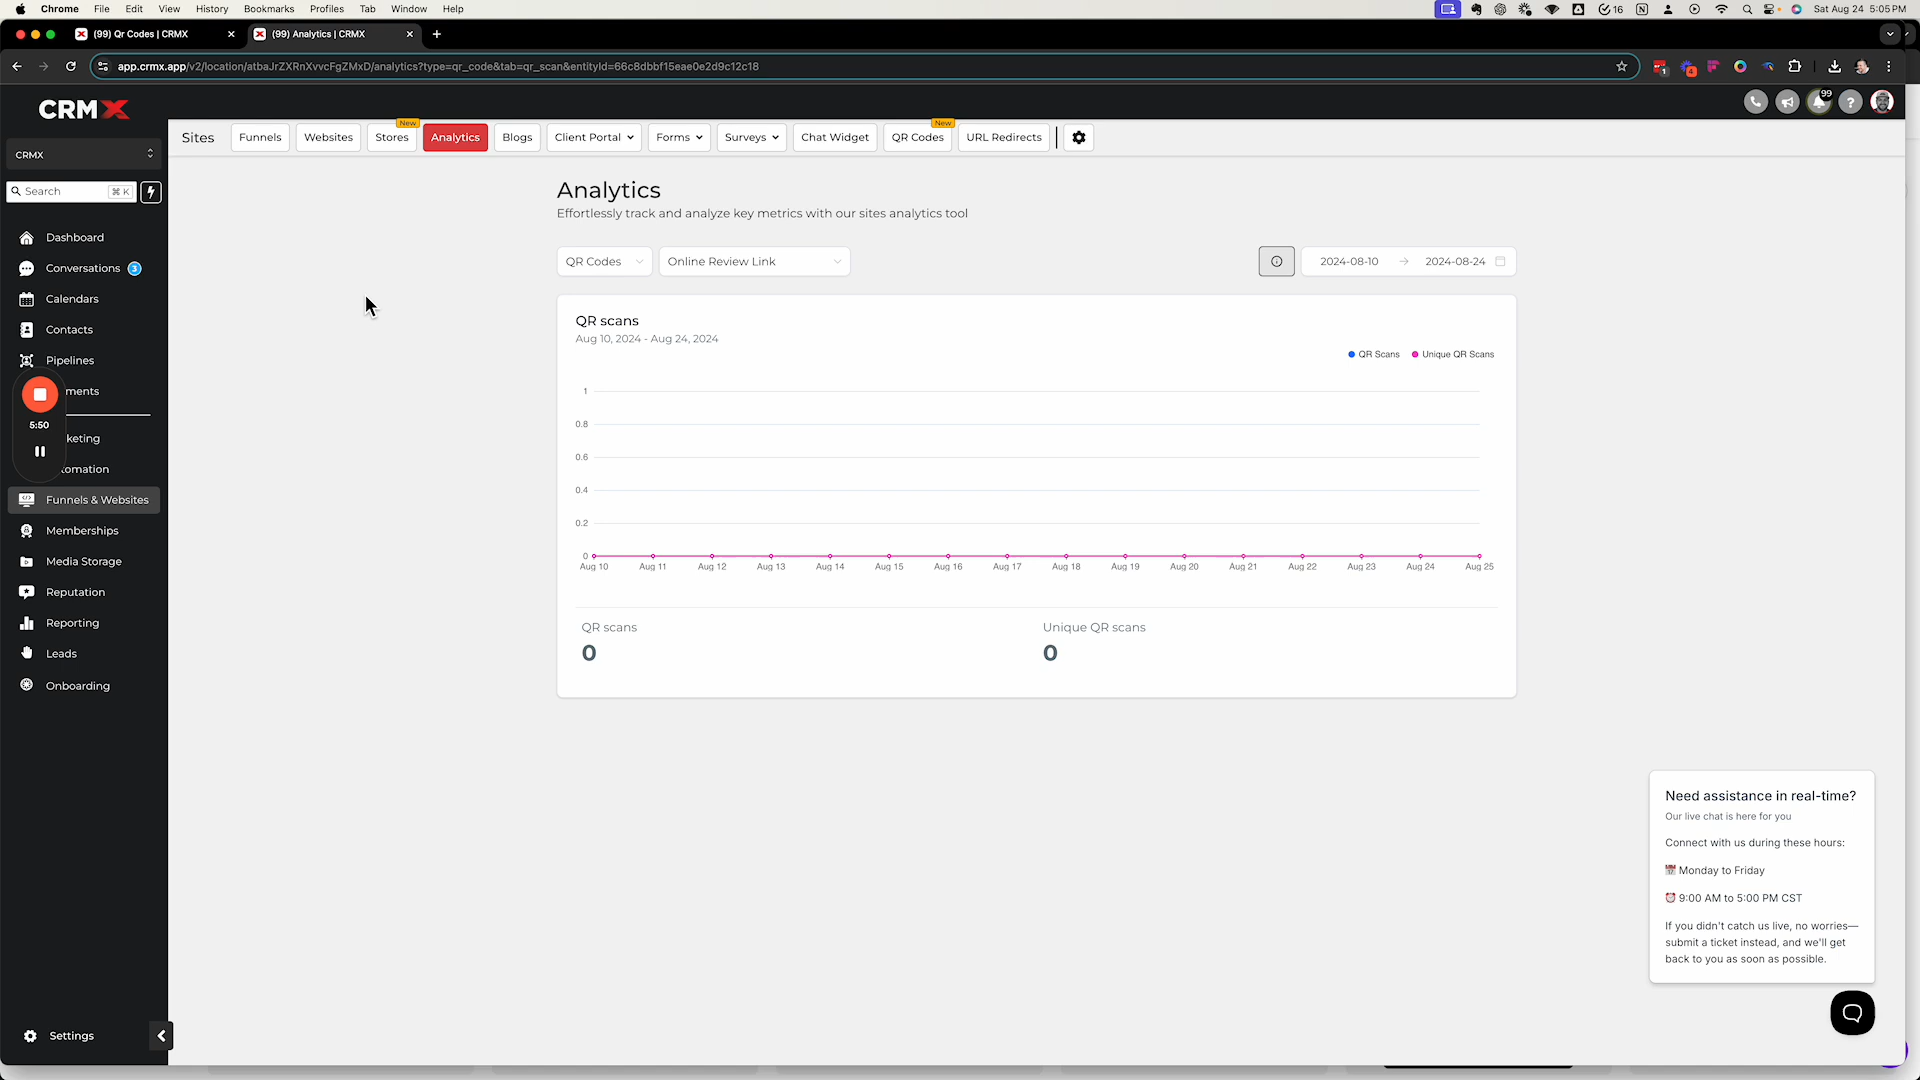 Chrome File Edit View History Bookmarks Profiles Tab Window Help 16 Sat Aug 24 5:05 PM
(99) Qr Codes | CRMX (99) Analytics | CRMX
app.crmx.app/v2/location/atbaJrZXRnXvvcFgZMxD/analytics?type=qr_code&tab=qr_scan&entityId=66c8dbbf15eae0e2d9c12c18 1 4
CRMX 99
Sites Funnels Websites Stores New Analytics Blogs Client Portal Forms Surveys Chat Widget QR Codes New URL Redirects
CRMX
Search ⌘ K
Dashboard
Conversations 3
Calendars
Contacts
Pipelines
ments
5:50
keting
tomation
Funnels & Websites
Memberships
Media Storage
Reputation
Reporting
Leads
Onboarding
Settings
Analytics
Effortlessly track and analyze key metrics with our sites analytics tool
QR Codes Online Review Link 2024-08-10 → 2024-08-24
QR scans
Aug 10, 2024 - Aug 24, 2024
QR Scans Unique QR Scans
1
0.8
0.6
0.4
0.2
0
Aug 10 Aug 11 Aug 12 Aug 13 Aug 14 Aug 15 Aug 16 Aug 17 Aug 18 Aug 19 Aug 20 Aug 21 Aug 22 Aug 23 Aug 24 Aug 25
QR scans Unique QR scans
0 0
Need assistance in real-time?
Our live chat is here for you
Connect with us during these hours:
📅 Monday to Friday
⏰ 9:00 AM to 5:00 PM CST
If you didn't catch us live, no worries—
submit a ticket instead, and we'll get
back to you as soon as possible.